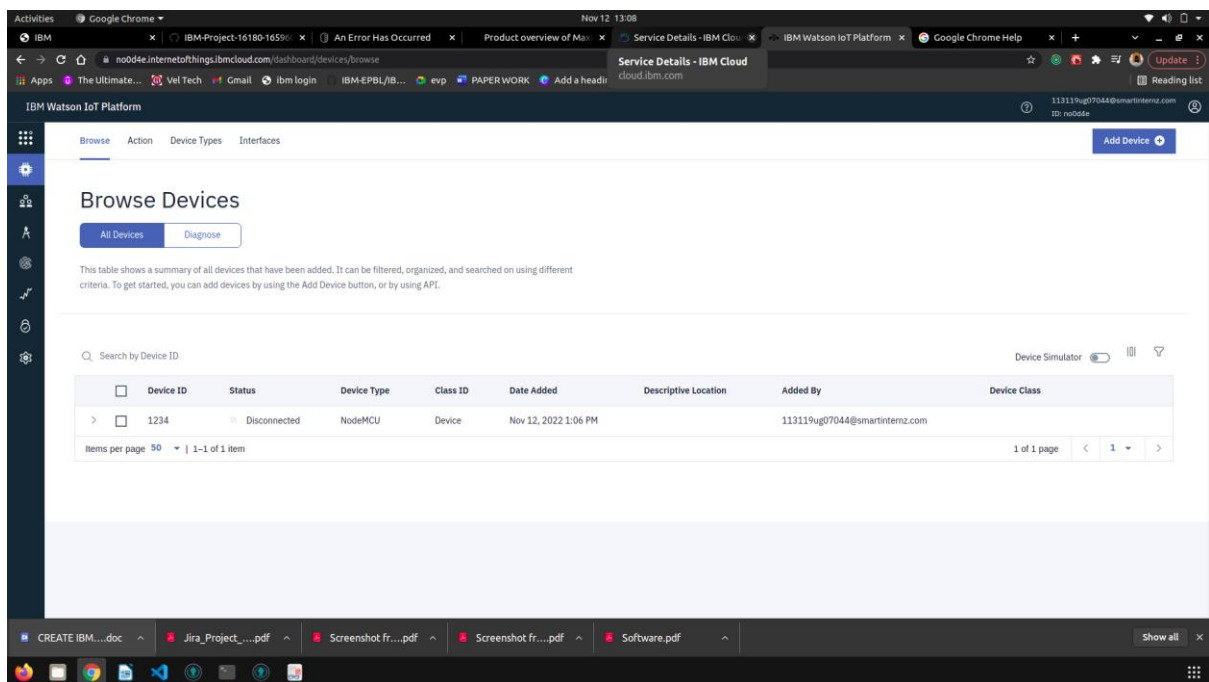 Activities Google Chrome Nov 12 13:08
IBM IBM-Project-16180-16596 An Error Has Occurred Product overview of Max Service Details - IBM Clou IBM Watson IoT Platform Google Chrome Help
no0d4e.internetofthings.ibmcloud.com/dashboard/devices/browse Update
Service Details - IBM Cloud
cloud.ibm.com
Apps The Ultimate... Vel Tech Gmail ibm login IBM-EPBL/IB... evp PAPER WORK Add a headin Reading list
IBM Watson IoT Platform 113119ug07044@smartinternz.com
ID: no0d4e
Browse Action Device Types Interfaces Add Device
Browse Devices
All Devices Diagnose
This table shows a summary of all devices that have been added. It can be filtered, organized, and searched on using different
criteria. To get started, you can add devices by using the Add Device button, or by using API.
Search by Device ID Device Simulator
Device ID Status Device Type Class ID Date Added Descriptive Location Added By Device Class
1234 Disconnected NodeMCU Device Nov 12, 2022 1:06 PM 113119ug07044@smartinternz.com
Items per page 50 | 1–1 of 1 item 1 of 1 page 1
CREATE IBM....doc Jira_Project_....pdf Screenshot fr....pdf Screenshot fr....pdf Software.pdf Show all